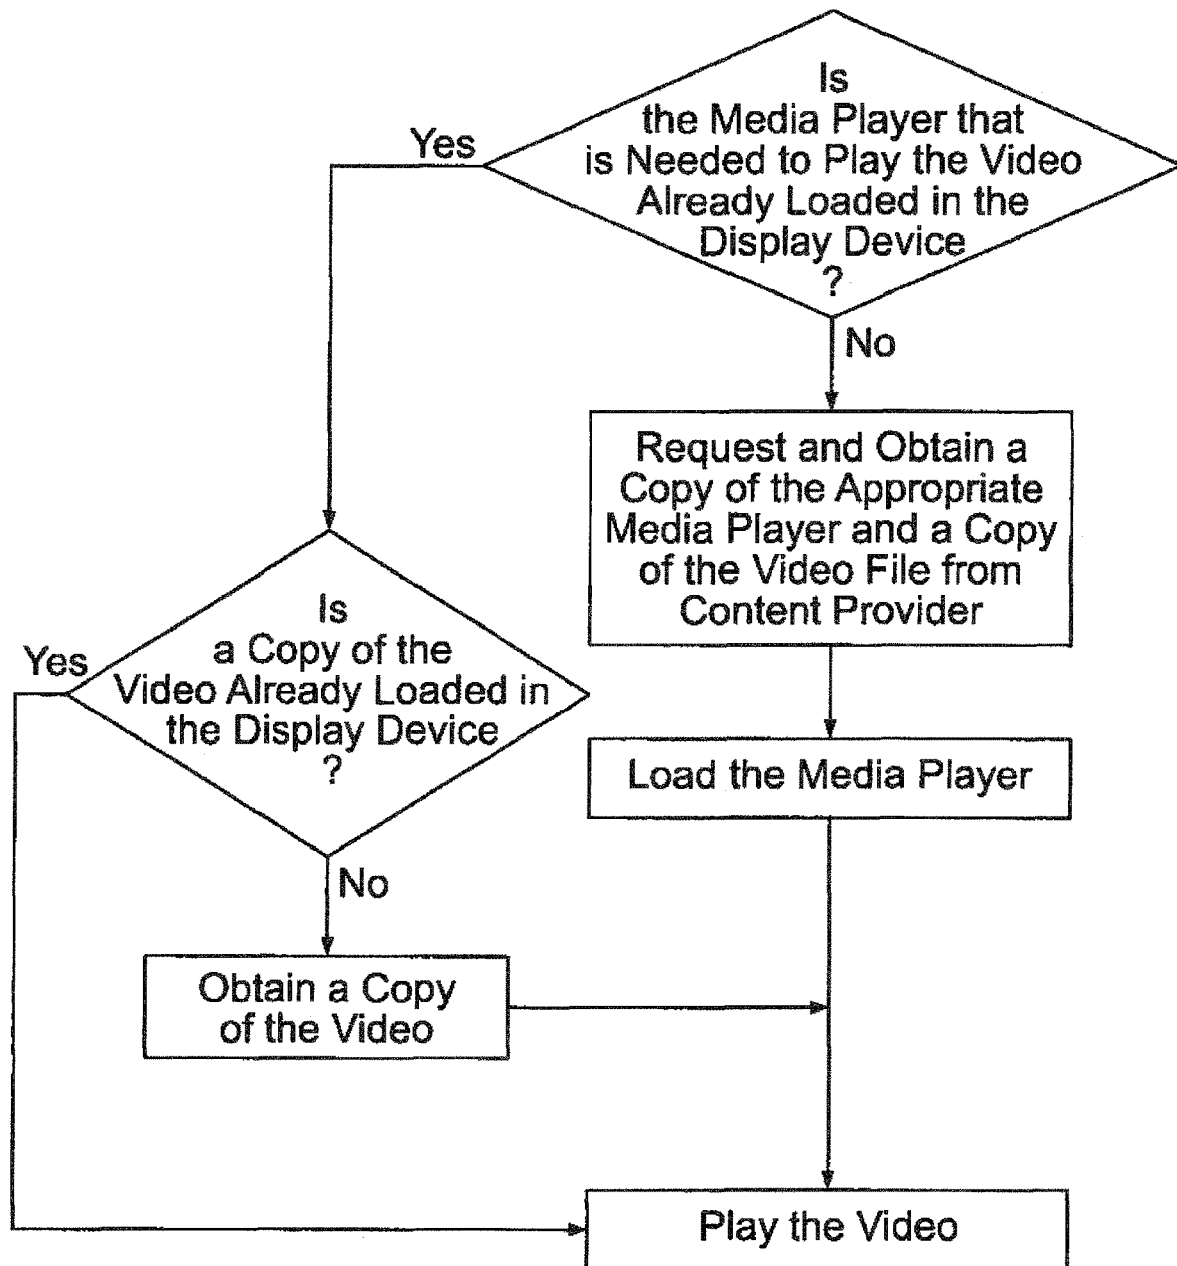 Is
the Media Player that
is Needed to Play the Video
Already Loaded in the
Display Device
?
Yes
No
Request and Obtain a
Copy of the Appropriate
Media Player and a Copy
of the Video File from
Content Provider
Is
a Copy of the
Video Already Loaded in
the Display Device
?
Yes
No
Load the Media Player
Obtain a Copy
of the Video
Play the Video